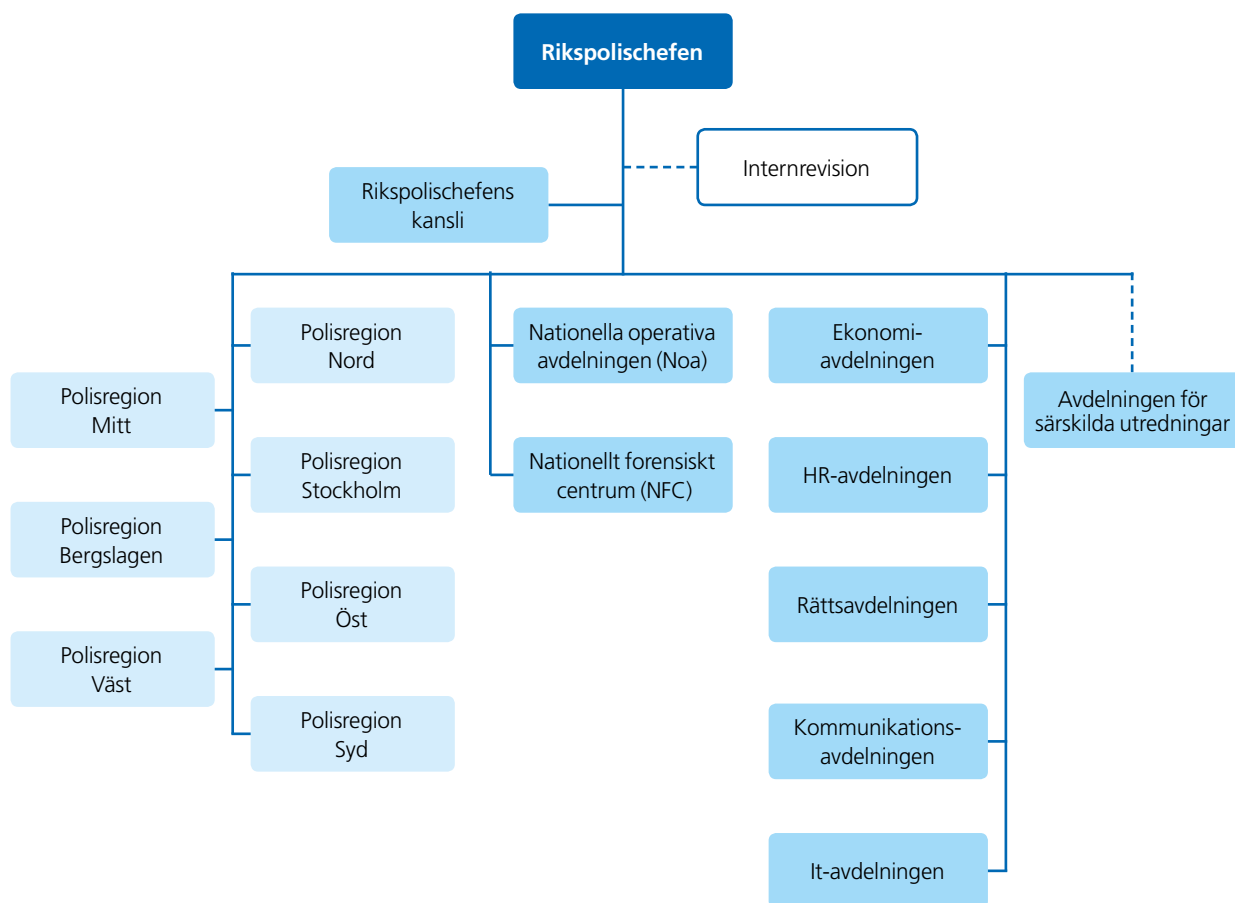 Rikspolischefen
Internrevision
Rikspolischefens
kansli
Polisregion
Mitt
Polisregion
Bergslagen
Polisregion
Väst
Polisregion
Nord
Polisregion
Stockholm
Polisregion
Öst
Polisregion
Syd
Nationella operativa
avdelningen (Noa)
Nationellt forensiskt
centrum (NFC)
Ekonomi-
avdelningen
HR-avdelningen
Rättsavdelningen
Kommunikations-
avdelningen
It-avdelningen
Avdelningen för
särskilda utredningar